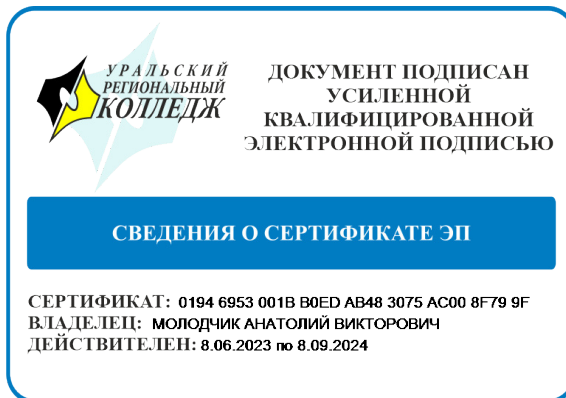 УРАЛЬСКИЙ
РЕГИОНАЛЬНЫЙ
КОЛЛЕДЖ
ДОКУМЕНТ ПОДПИСАН
УСИЛЕННОЙ
КВАЛИФИЦИРОВАННОЙ
ЭЛЕКТРОННОЙ ПОДПИСЬЮ
СВЕДЕНИЯ О СЕРТИФИКАТЕ ЭП
СЕРТИФИКАТ: 0194 6953 001B B0ED AB48 3075 AC00 8F79 9F
ВЛАДЕЛЕЦ: МОЛОДЧИК АНАТОЛИЙ ВИКТОРОВИЧ
ДЕЙСТВИТЕЛЕН: 8.06.2023 по 8.09.2024